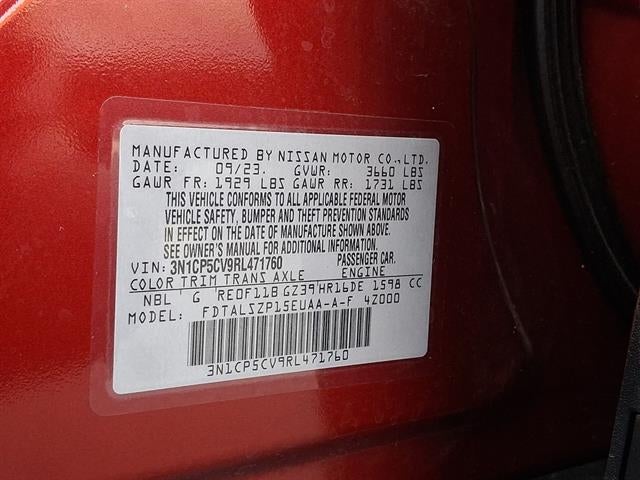 MANUFACTURED BY NISSAN MOTOR CO., LTD.
DATE: 09/23. GVWR: 3660 LBS
GAWR FR: 1929 LBS GAWR RR: 1731 LBS
THIS VEHICLE CONFORMS TO ALL APPLICABLE FEDERAL MOTOR
VEHICLE SAFETY, BUMPER AND THEFT PREVENTION STANDARDS
IN EFFECT ON THE DATE OF MANUFACTURE SHOWN ABOVE.
SEE OWNER'S MANUAL FOR ADDITIONAL INFORMATION.
VIN: 3N1CP5CV9RL471760 PASSENGER CAR.
COLOR TRIM TRANS AXLE ENGINE
NBL G RE0F11B GZ39 HR16DE 1598 CC
MODEL: FDTALSZP15EUAA-A-F 4Z000
3N1CP5CV9RL471760